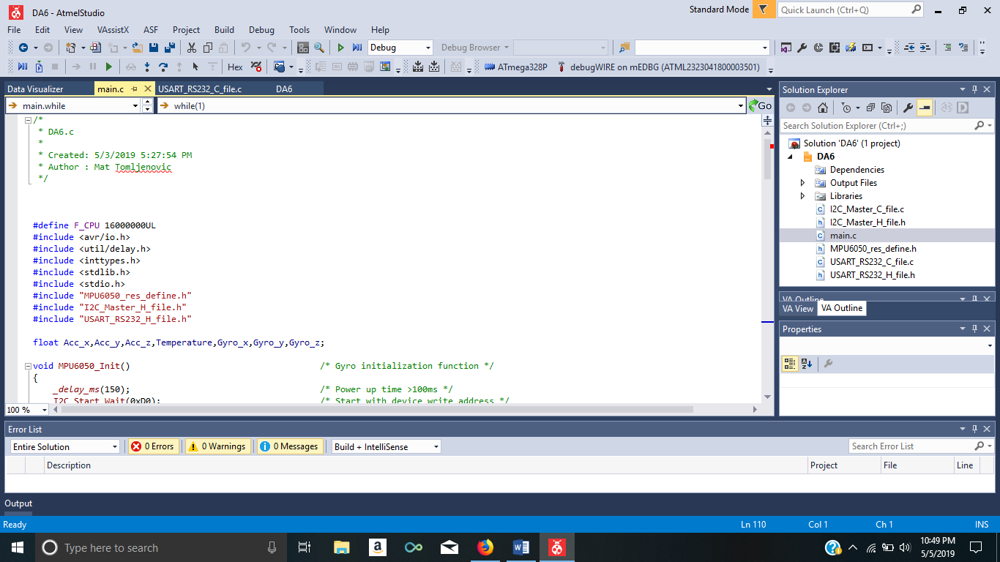 DA6 - AtmelStudio
Standard Mode
Quick Launch (Ctrl+Q)
File Edit View VAssistX ASF Project Build Debug Tools Window Help
Debug Debug Browser
Hex ATmega328P debugWIRE on mEDBG (ATML2323041800003501)
Data Visualizer main.c USART_RS232_C_file.c DA6
main.while while(1) Go
/*
* DA6.c
*
* Created: 5/3/2019 5:27:54 PM
* Author : Mat Tomljenovic
*/
#define F_CPU 16000000UL
#include <avr/io.h>
#include <util/delay.h>
#include <inttypes.h>
#include <stdlib.h>
#include <stdio.h>
#include "MPU6050_res_define.h"
#include "I2C_Master_H_file.h"
#include "USART_RS232_H_file.h"
float Acc_x,Acc_y,Acc_z,Temperature,Gyro_x,Gyro_y,Gyro_z;
void MPU6050_Init() /* Gyro initialization function */
{
_delay_ms(150); /* Power up time >100ms */
I2C_Start_Wait(0xD0); /* Start with device write address */
100 %
Solution Explorer
Search Solution Explorer (Ctrl+;)
Solution 'DA6' (1 project)
DA6
Dependencies
Output Files
Libraries
I2C_Master_C_file.c
I2C_Master_H_file.h
main.c
MPU6050_res_define.h
USART_RS232_C_file.c
USART_RS232_H_file.h
VA Outline
VA View VA Outline
Properties
Error List
Entire Solution 0 Errors 0 Warnings 0 Messages Build + IntelliSense Search Error List
Description Project File Line
Output
Ready Ln 110 Col 1 Ch 1 INS
Type here to search
10:49 PM
5/5/2019